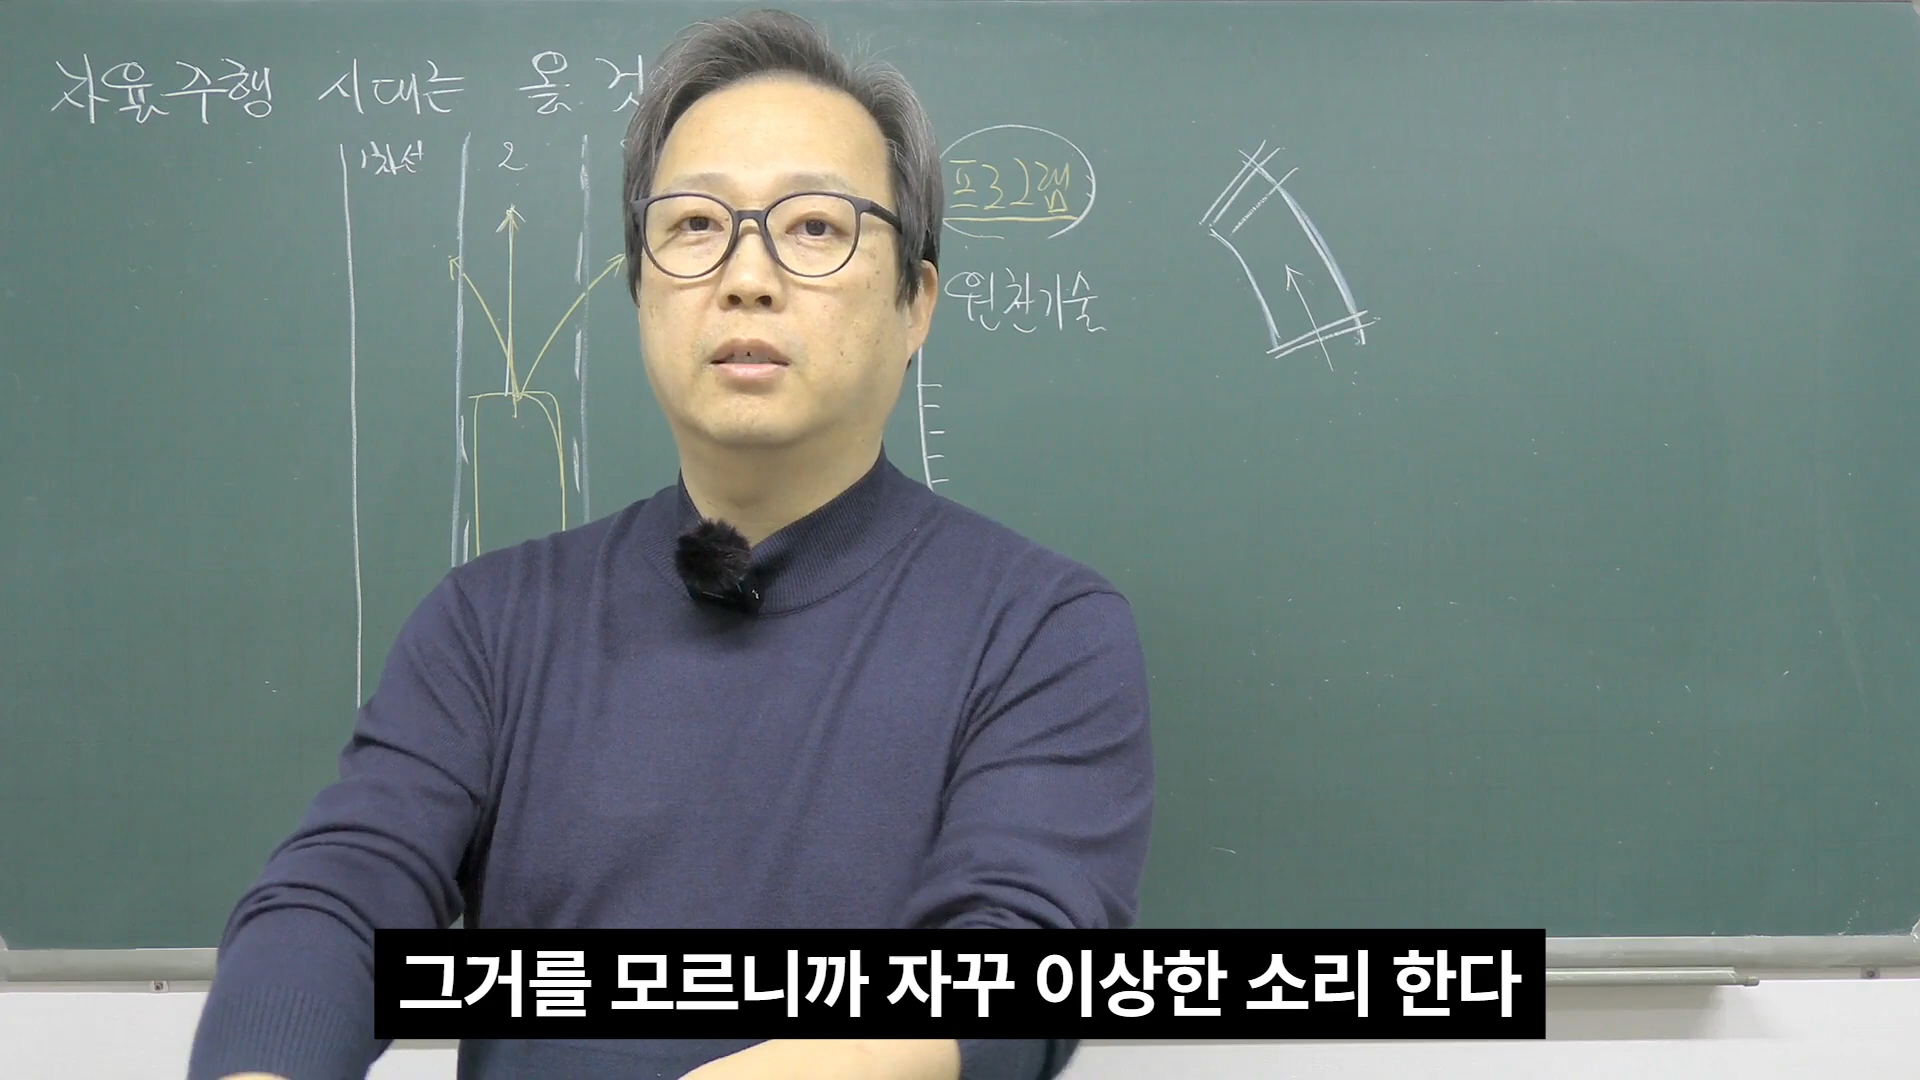 자율주행 시대는 올 것
1차선 2
프로그램
원천기술
그거를 모르니까 자꾸 이상한 소리 한다